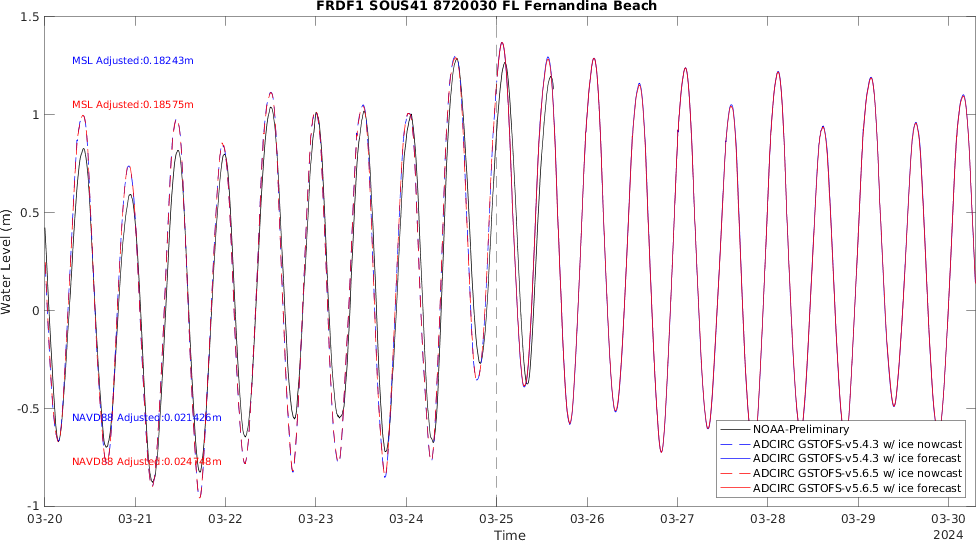 FRDF1 SOUS41 8720030 FL Fernandina Beach
1.5
MSL Adjusted:0.18243m
MSL Adjusted:0.18575m
1
0.5
Water Level (m)
0
-0.5
NAVD88 Adjusted:0.021426m
NAVD88 Adjusted:0.024748m
-1
NOAA-Preliminary
ADCIRC GSTOFS-v5.4.3 w/ ice nowcast
ADCIRC GSTOFS-v5.4.3 w/ ice forecast
ADCIRC GSTOFS-v5.6.5 w/ ice nowcast
ADCIRC GSTOFS-v5.6.5 w/ ice forecast
03-20 03-21 03-22 03-23 03-24 03-25 03-26 03-27 03-28 03-29 03-30
Time
2024